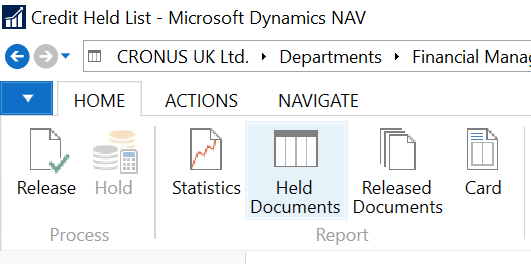 Credit Held List - Microsoft Dynamics NAV
CRONUS UK Ltd. Departments Financial Manag
HOME ACTIONS NAVIGATE
Release Hold Statistics Held Documents Released Documents Card
Process Report